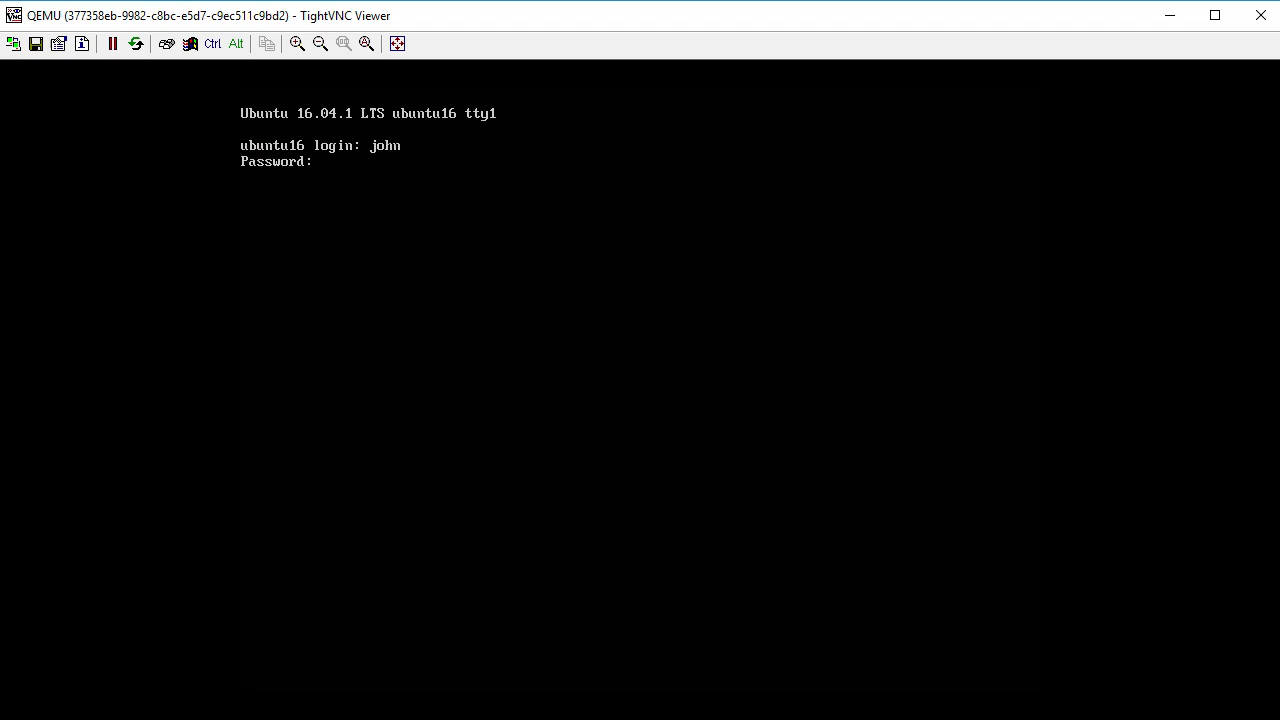 QEMU (377358eb-9982-c8bc-e5d7-c9ec511c9bd2) - TightVNC Viewer
Ctrl Alt
Ubuntu 16.04.1 LTS ubuntu16 tty1
ubuntu16 login: john
Password: